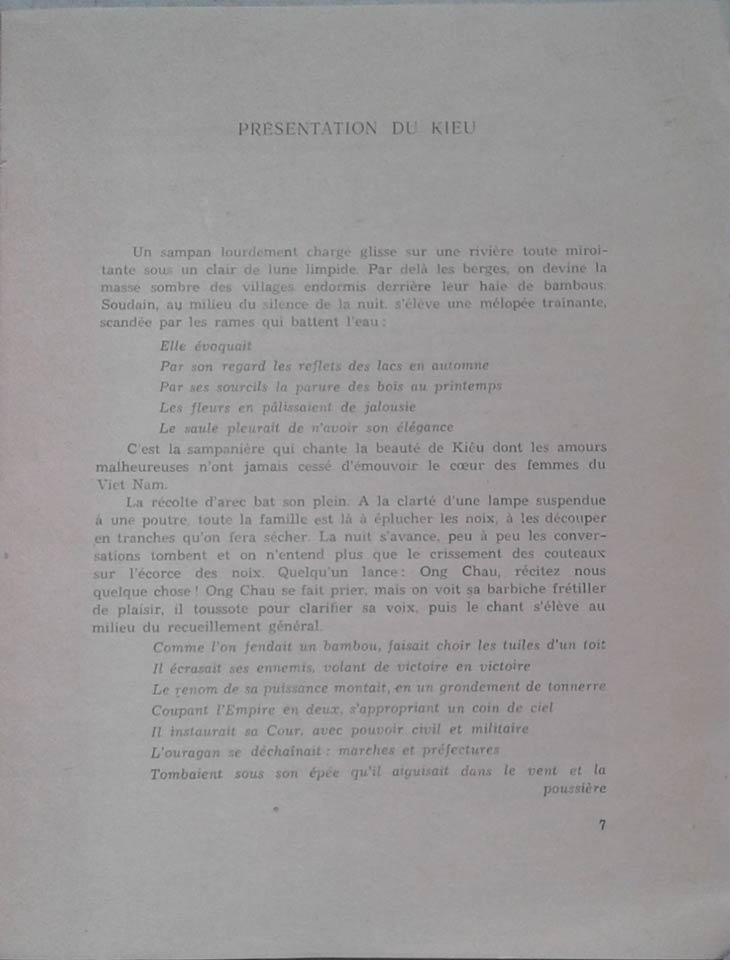 PRÉSENTATION DU KIEU
Un sampan lourdement chargé glisse sur une rivière toute miroi-
tante sous un clair de lune limpide. Par delà les berges, on devine la
masse sombre des villages endormis derrière leur haie de bambous.
Soudain, au milieu du silence de la nuit, s'élève une mélopée traînante,
scandée par les rames qui battent l'eau :
Elle évoquait
Par son regard les reflets des lacs en automne
Par ses sourcils la parure des bois au printemps
Les fleurs en pâlissaient de jalousie
Le saule pleurait de n'avoir son élégance
C'est la sampanière qui chante la beauté de Kiêu dont les amours
malheureuses n'ont jamais cessé d'émouvoir le cœur des femmes du
Viet Nam.
La récolte d'arec bat son plein. A la clarté d'une lampe suspendue
à une poutre, toute la famille est là à éplucher les noix, à les découper
en tranches qu'on fera sécher. La nuit s'avance, peu à peu les conver-
sations tombent et on n'entend plus que le crissement des couteaux
sur l'écorce des noix. Quelqu'un lance : Ong Chau, récitez nous
quelque chose ! Ong Chau se fait prier, mais on voit sa barbiche frétiller
de plaisir, il toussote pour clarifier sa voix, puis le chant s'élève au
milieu du recueillement général.
Comme l'on fendait un bambou, faisait choir les tuiles d'un toit
Il écrasait ses ennemis, volant de victoire en victoire
Le renom de sa puissance montait, en un grondement de tonnerre
Coupant l'Empire en deux, s'appropriant un coin de ciel
Il instaurait sa Cour, avec pouvoir civil et militaire
L'ouragan se déchaînait : marches et préfectures
Tombaient sous son épée qu'il aiguisait dans le vent et la
poussière
7